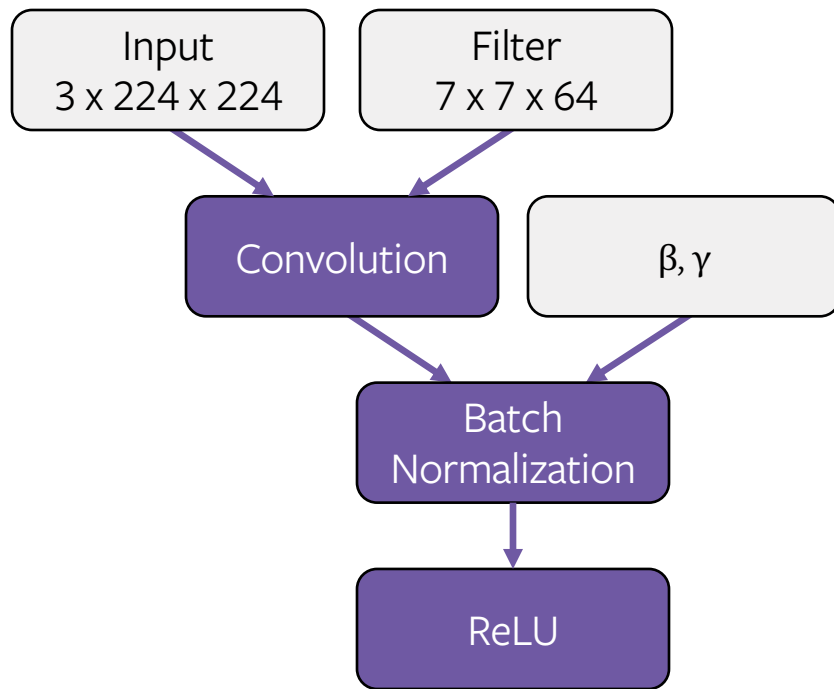 Input
3 x 224 x 224
Filter
7 x 7 x 64
Convolution
β, γ
Batch
Normalization
ReLU